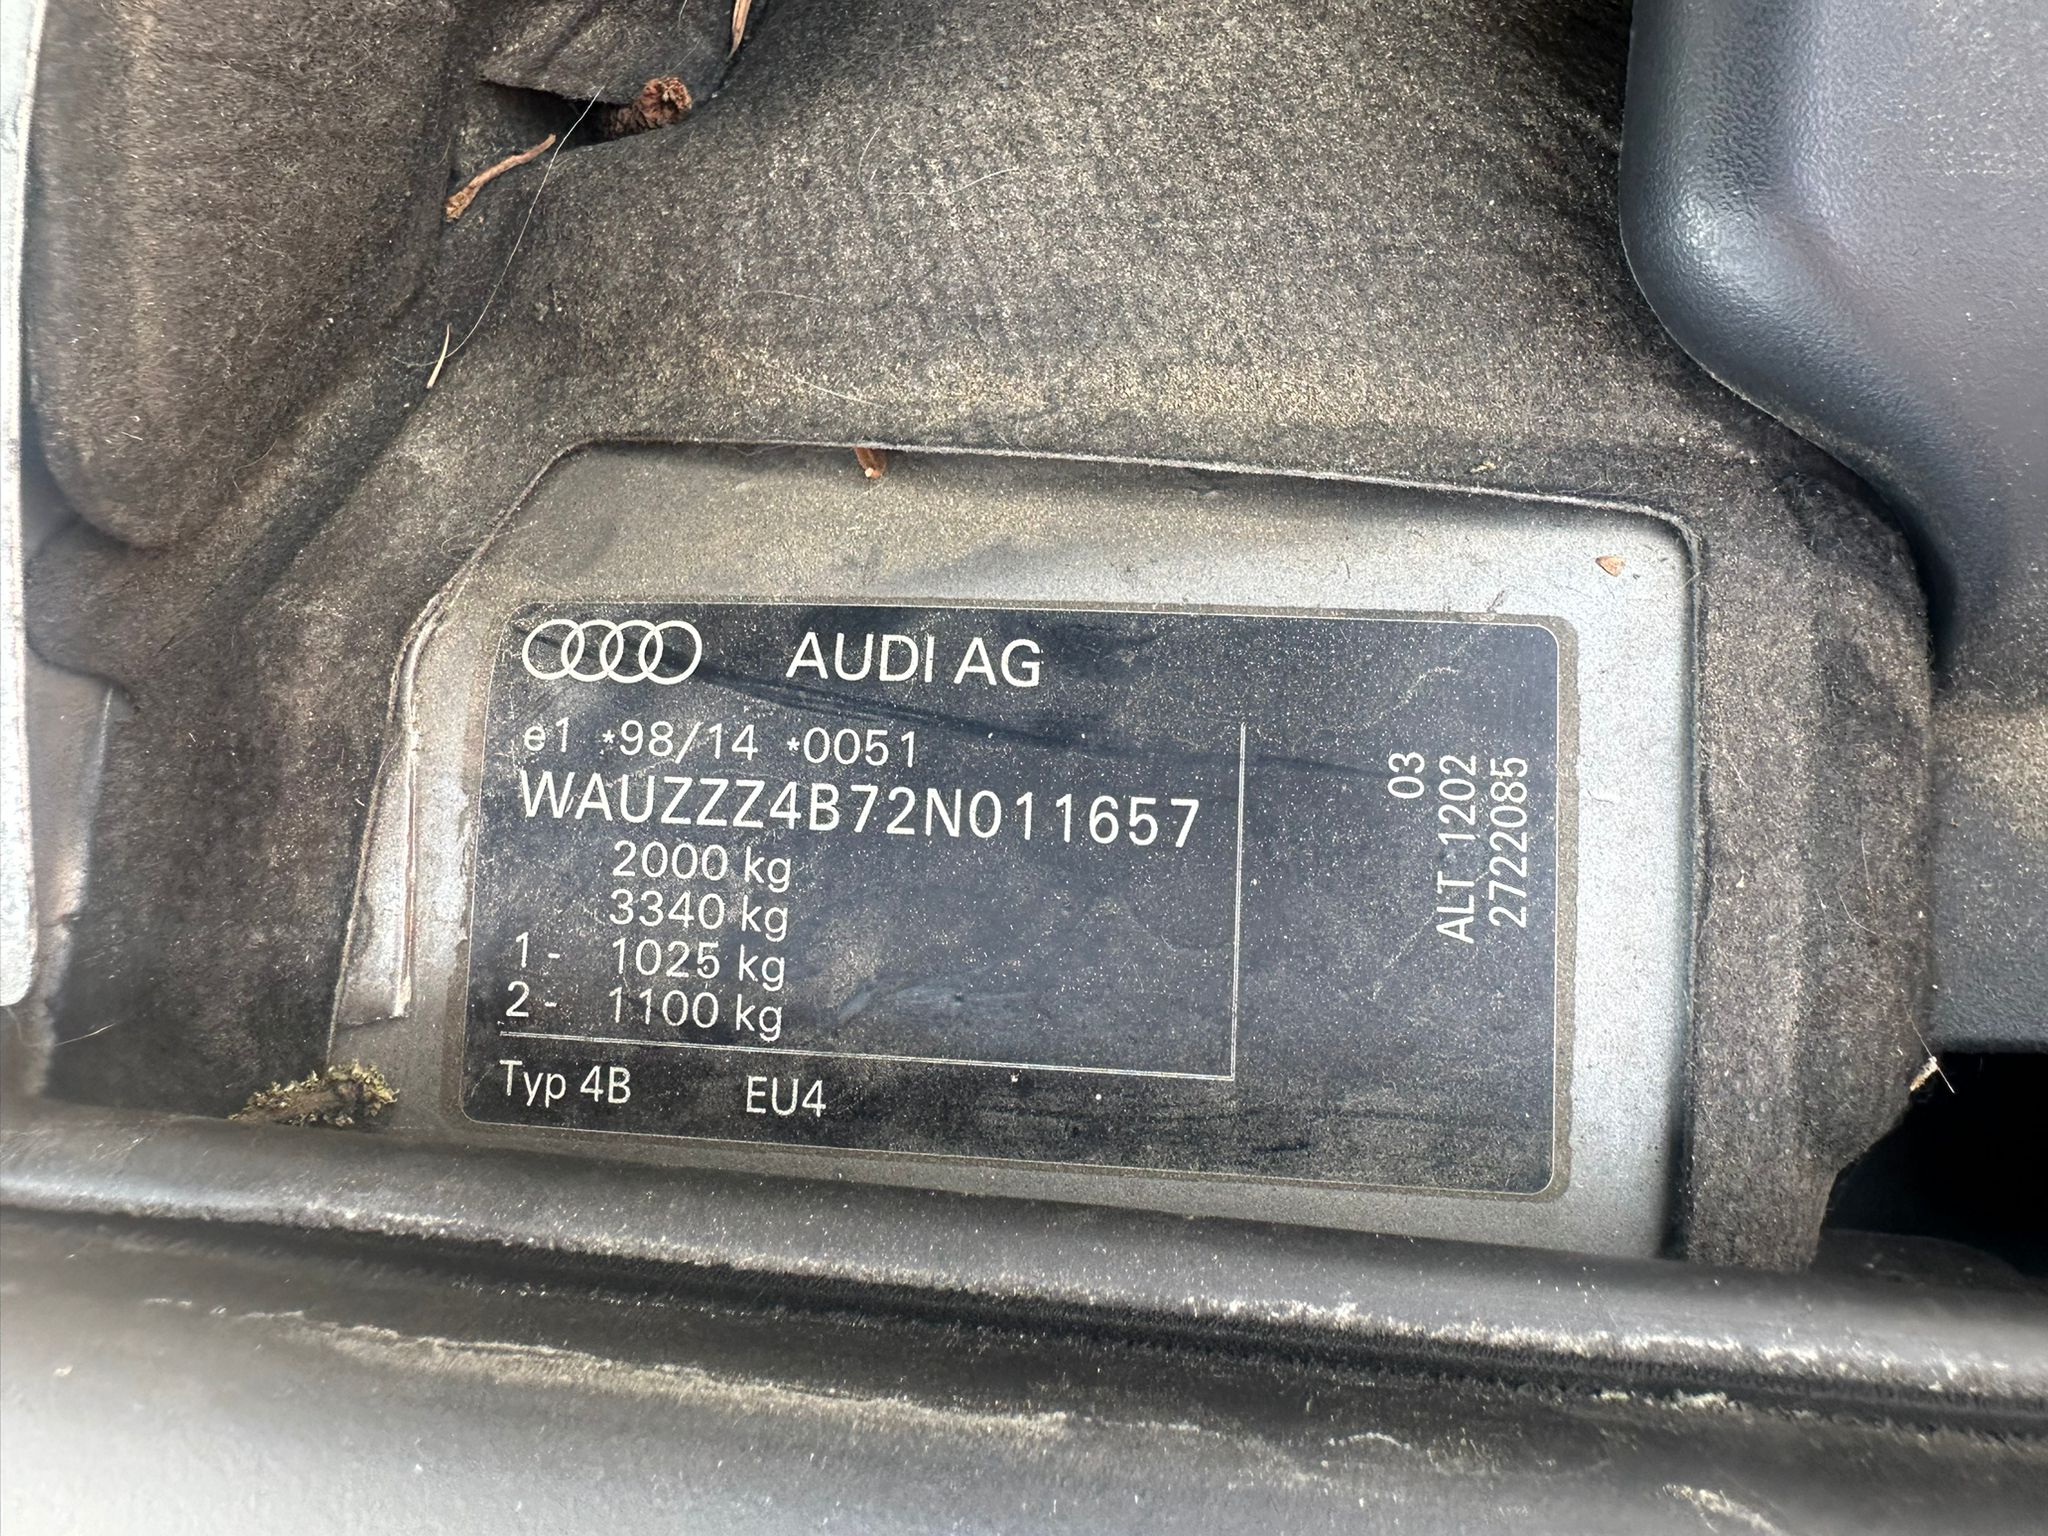 AUDI AG
e1 *98/14 *0051
WAUZZZ4B72N011657
2000 kg
3340 kg
1- 1025 kg
2- 1100 kg
Typ 4B EU4
03
ALT 1202
2722085